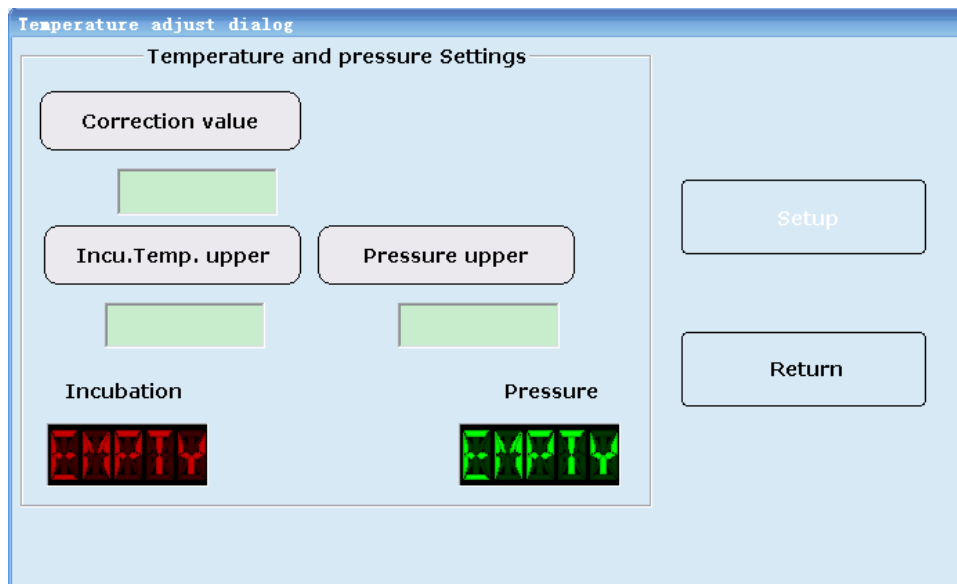 Temperature adjust dialog
Temperature and pressure Settings
Correction value
Setup
Incu.Temp. upper
Pressure upper
Return
Incubation
Pressure
EMPTY
EMPTY